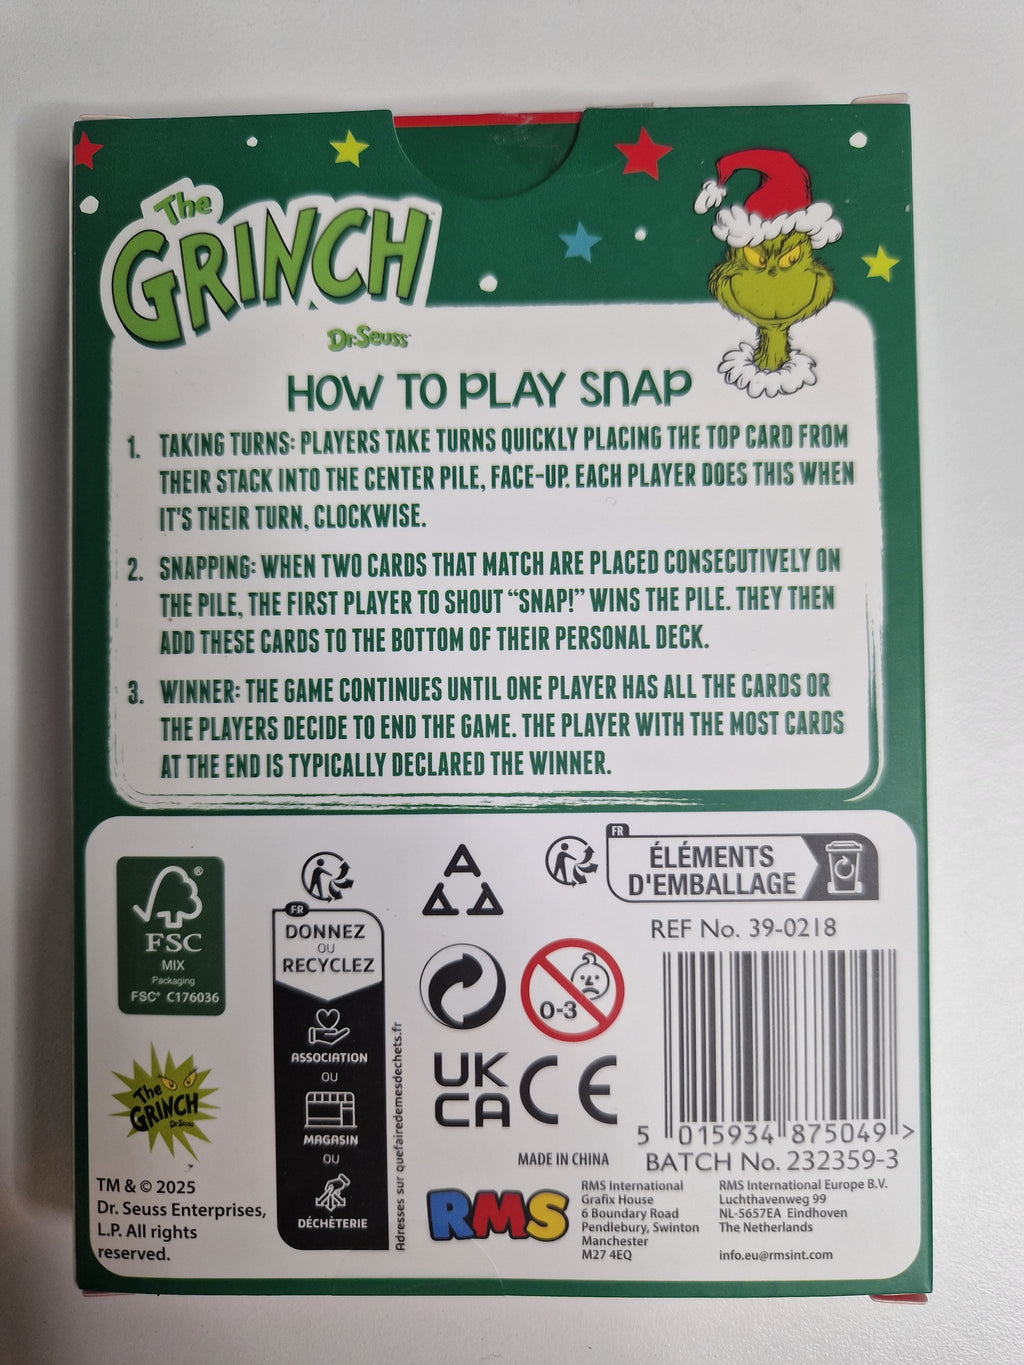 The
GRINCH™
Dr. Seuss™
HOW TO PLAY SNAP
1. TAKING TURNS: PLAYERS TAKE TURNS QUICKLY PLACING THE TOP CARD FROM
THEIR STACK INTO THE CENTER PILE, FACE-UP. EACH PLAYER DOES THIS WHEN
IT'S THEIR TURN, CLOCKWISE.
2. SNAPPING: WHEN TWO CARDS THAT MATCH ARE PLACED CONSECUTIVELY ON
THE PILE, THE FIRST PLAYER TO SHOUT “SNAP!” WINS THE PILE. THEY THEN
ADD THESE CARDS TO THE BOTTOM OF THEIR PERSONAL DECK.
3. WINNER: THE GAME CONTINUES UNTIL ONE PLAYER HAS ALL THE CARDS OR
THE PLAYERS DECIDE TO END THE GAME. THE PLAYER WITH THE MOST CARDS
AT THE END IS TYPICALLY DECLARED THE WINNER.
®
FSC
MIX
Packaging
FSC® C176036
The
GRINCH
Dr. Seuss
TM & © 2025
Dr. Seuss Enterprises,
L.P. All rights
reserved.
FR
DONNEZ
OU
RECYCLEZ
ASSOCIATION
OU
MAGASIN
OU
DÉCHÈTERIE
Adresses sur quefairedemesdechets.fr
A
0-3
UK
CA
CE
MADE IN CHINA
FR
ÉLÉMENTS
D'EMBALLAGE
REF No. 39-0218
5 015934 875049 >
BATCH No. 232359-3
RMS
RMS International
Grafix House
6 Boundary Road
Pendlebury, Swinton
Manchester
M27 4EQ
RMS International Europe B.V.
Luchthavenweg 99
NL-5657EA Eindhoven
The Netherlands
info.eu@rmsint.com